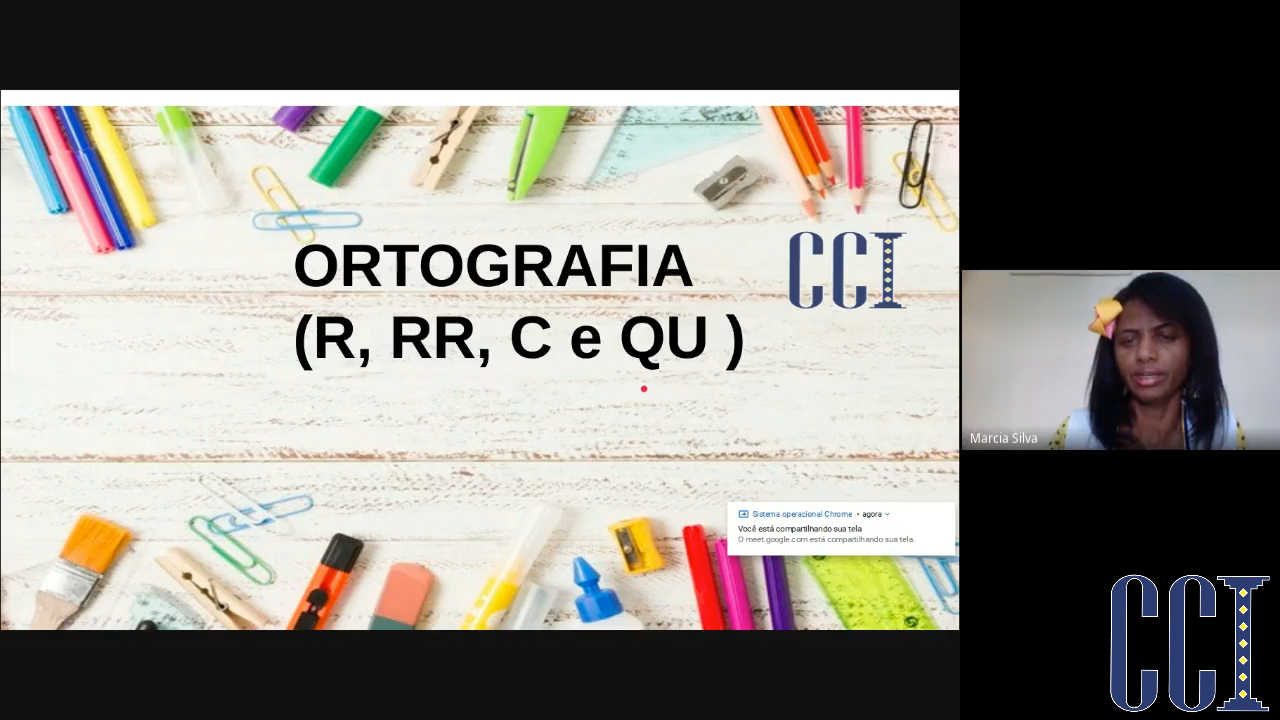 ORTOGRAFIA
(R, RR, C e QU )
CCI
Sistema operacional Chrome • agora
Você está compartilhando sua tela
O meet.google.com está compartilhando sua tela.
Marcia Silva
CCI